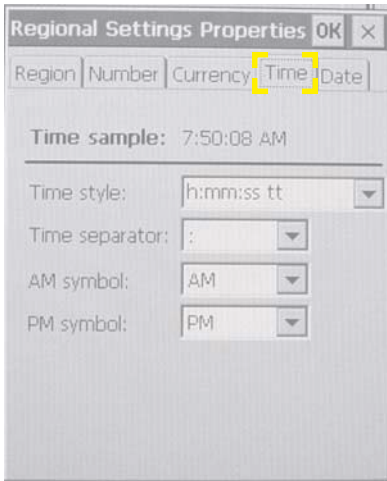 Regional Settings Properties OK ×
Region Number Currency Time Date
Time sample: 7:50:08 AM
Time style: h:mm:ss tt
Time separator: :
AM symbol: AM
PM symbol: PM